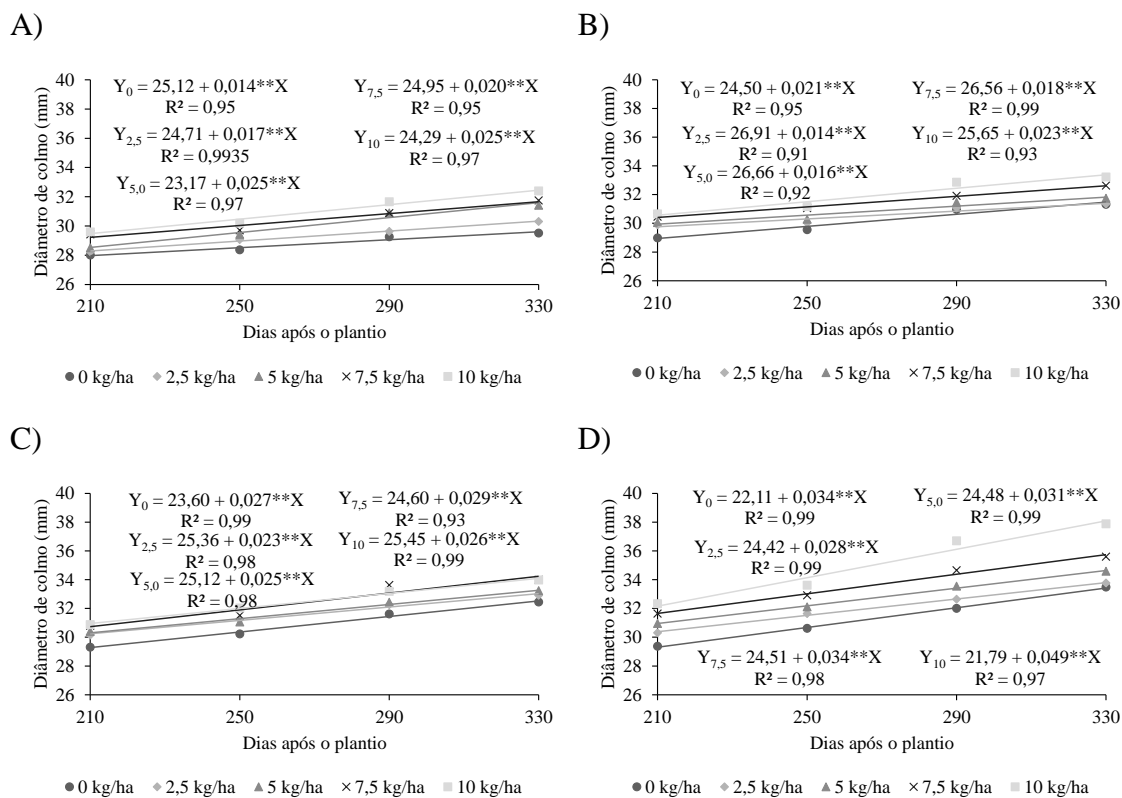 A)
Diâmetro de colmo (mm)
40
38
36
34
32
30
28
26
Y0 = 25,12 + 0,014**X
R² = 0,95
Y2,5 = 24,71 + 0,017**X
R² = 0,9935
Y5,0 = 23,17 + 0,025**X
R² = 0,97
Y7,5 = 24,95 + 0,020**X
R² = 0,95
Y10 = 24,29 + 0,025**X
R² = 0,97
210 250 290 330
Dias após o plantio
0 kg/ha 2,5 kg/ha 5 kg/ha 7,5 kg/ha 10 kg/ha
B)
Diâmetro de colmo (mm)
40
38
36
34
32
30
28
26
Y0 = 24,50 + 0,021**X
R² = 0,95
Y2,5 = 26,91 + 0,014**X
R² = 0,91
Y5,0 = 26,66 + 0,016**X
R² = 0,92
Y7,5 = 26,56 + 0,018**X
R² = 0,99
Y10 = 25,65 + 0,023**X
R² = 0,93
210 250 290 330
Dias após o plantio
0 kg/ha 2,5 kg/ha 5 kg/ha 7,5 kg/ha 10 kg/ha
C)
Diâmetro de colmo (mm)
40
38
36
34
32
30
28
26
Y0 = 23,60 + 0,027**X
R² = 0,99
Y2,5 = 25,36 + 0,023**X
R² = 0,98
Y5,0 = 25,12 + 0,025**X
R² = 0,98
Y7,5 = 24,60 + 0,029**X
R² = 0,93
Y10 = 25,45 + 0,026**X
R² = 0,99
210 250 290 330
Dias após o plantio
0 kg/ha 2,5 kg/ha 5 kg/ha 7,5 kg/ha 10 kg/ha
D)
Diâmetro de colmo (mm)
40
38
36
34
32
30
28
26
Y0 = 22,11 + 0,034**X
R² = 0,99
Y2,5 = 24,42 + 0,028**X
R² = 0,99
Y5,0 = 24,48 + 0,031**X
R² = 0,99
Y7,5 = 24,51 + 0,034**X
R² = 0,98
Y10 = 21,79 + 0,049**X
R² = 0,97
210 250 290 330
Dias após o plantio
0 kg/ha 2,5 kg/ha 5 kg/ha 7,5 kg/ha 10 kg/ha